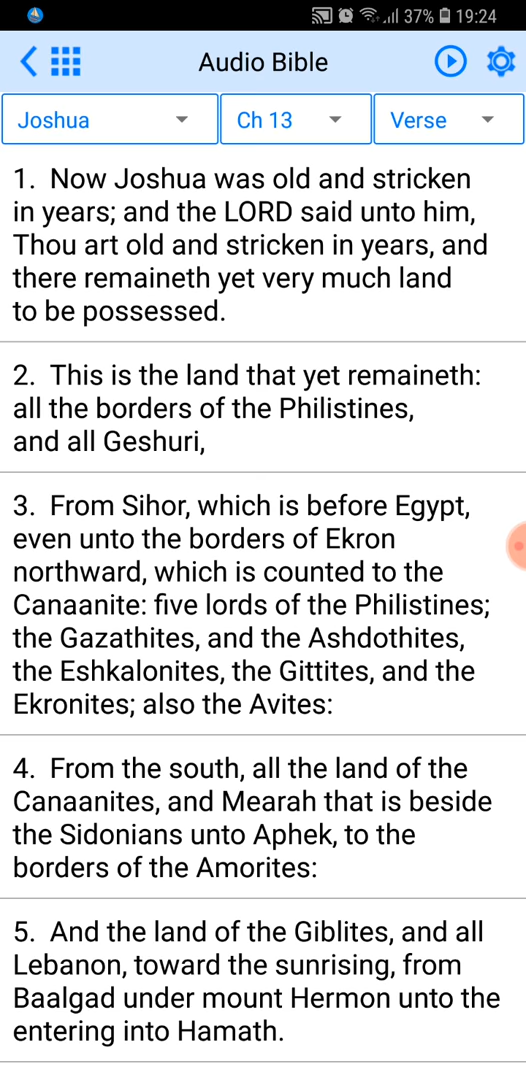 37% 19:24
Audio Bible
Joshua Ch 13 Verse
1. Now Joshua was old and stricken
in years; and the LORD said unto him,
Thou art old and stricken in years, and
there remaineth yet very much land
to be possessed.
2. This is the land that yet remaineth:
all the borders of the Philistines,
and all Geshuri,
3. From Sihor, which is before Egypt,
even unto the borders of Ekron
northward, which is counted to the
Canaanite: five lords of the Philistines;
the Gazathites, and the Ashdothites,
the Eshkalonites, the Gittites, and the
Ekronites; also the Avites:
4. From the south, all the land of the
Canaanites, and Mearah that is beside
the Sidonians unto Aphek, to the
borders of the Amorites:
5. And the land of the Giblites, and all
Lebanon, toward the sunrising, from
Baalgad under mount Hermon unto the
entering into Hamath.